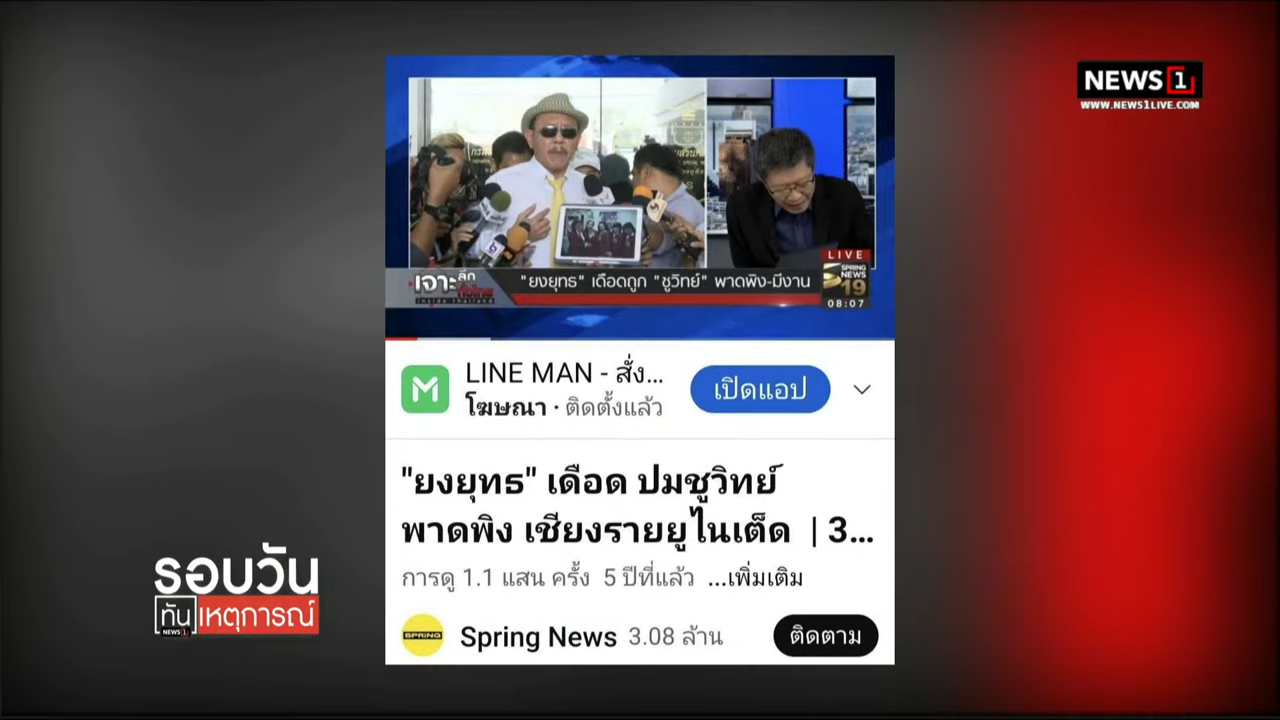 NEWS 1
WWW.NEWS1LIVE.COM
LIVE
SPRING
NEWS
19
08:07
เจาะลึก
ทั่วไทย
inside thailand
"ยงยุทธ" เดือดถูก "ชูวิทย์" พาดพิง-มีงาน
LINE MAN - สั่ง...
โฆษณา · ติดตั้งแล้ว
เปิดแอป
"ยงยุทธ" เดือด ปมชูวิทย์
พาดพิง เชียงรายยูไนเต็ด | 3...
การดู 1.1 แสน ครั้ง 5 ปีที่แล้ว ...เพิ่มเติม
SPRING
Spring News 3.08 ล้าน
ติดตาม
รอบวัน
ทัน เหตุการณ์
NEWS 1